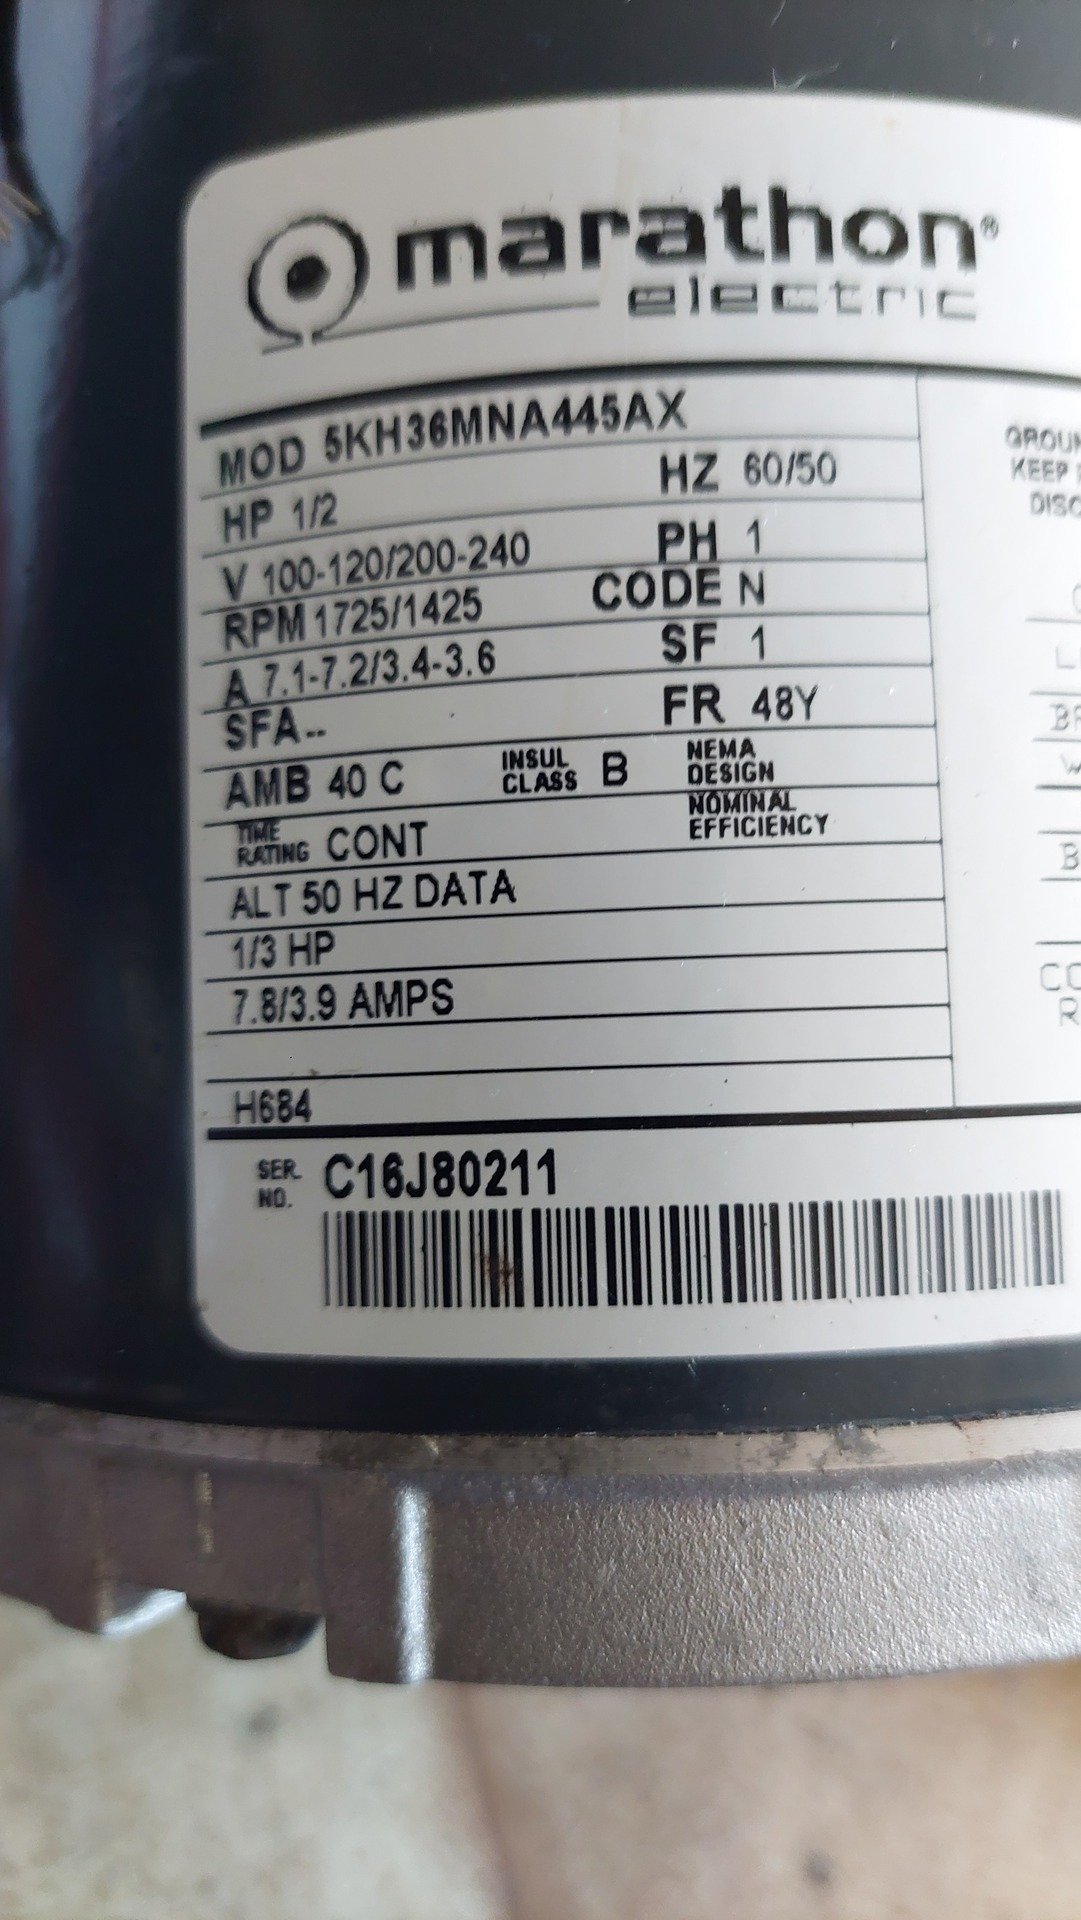 marathon®
electric
MOD 5KH36MNA445AX
HP 1/2 HZ 60/50
V 100-120/200-240 PH 1
RPM 1725/1425 CODE N
A 7.1-7.2/3.4-3.6 SF 1
SFA-- FR 48Y
AMB 40 C INSUL CLASS B NEMA DESIGN
TIME RATING CONT NOMINAL EFFICIENCY
ALT 50 HZ DATA
1/3 HP
7.8/3.9 AMPS
H684
SER. NO. C16J80211
KEEP